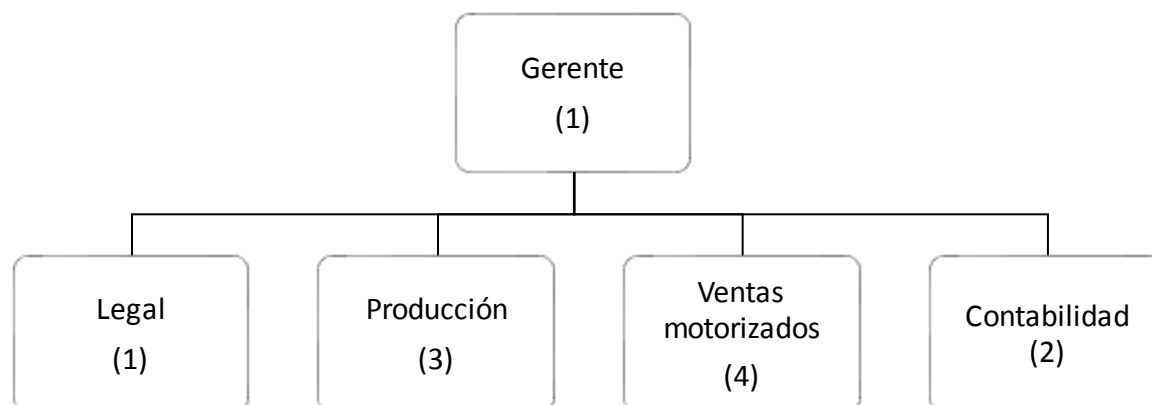 Gerente
(1)
Legal
(1)
Producción
(3)
Ventas
motorizados
(4)
Contabilidad
(2)